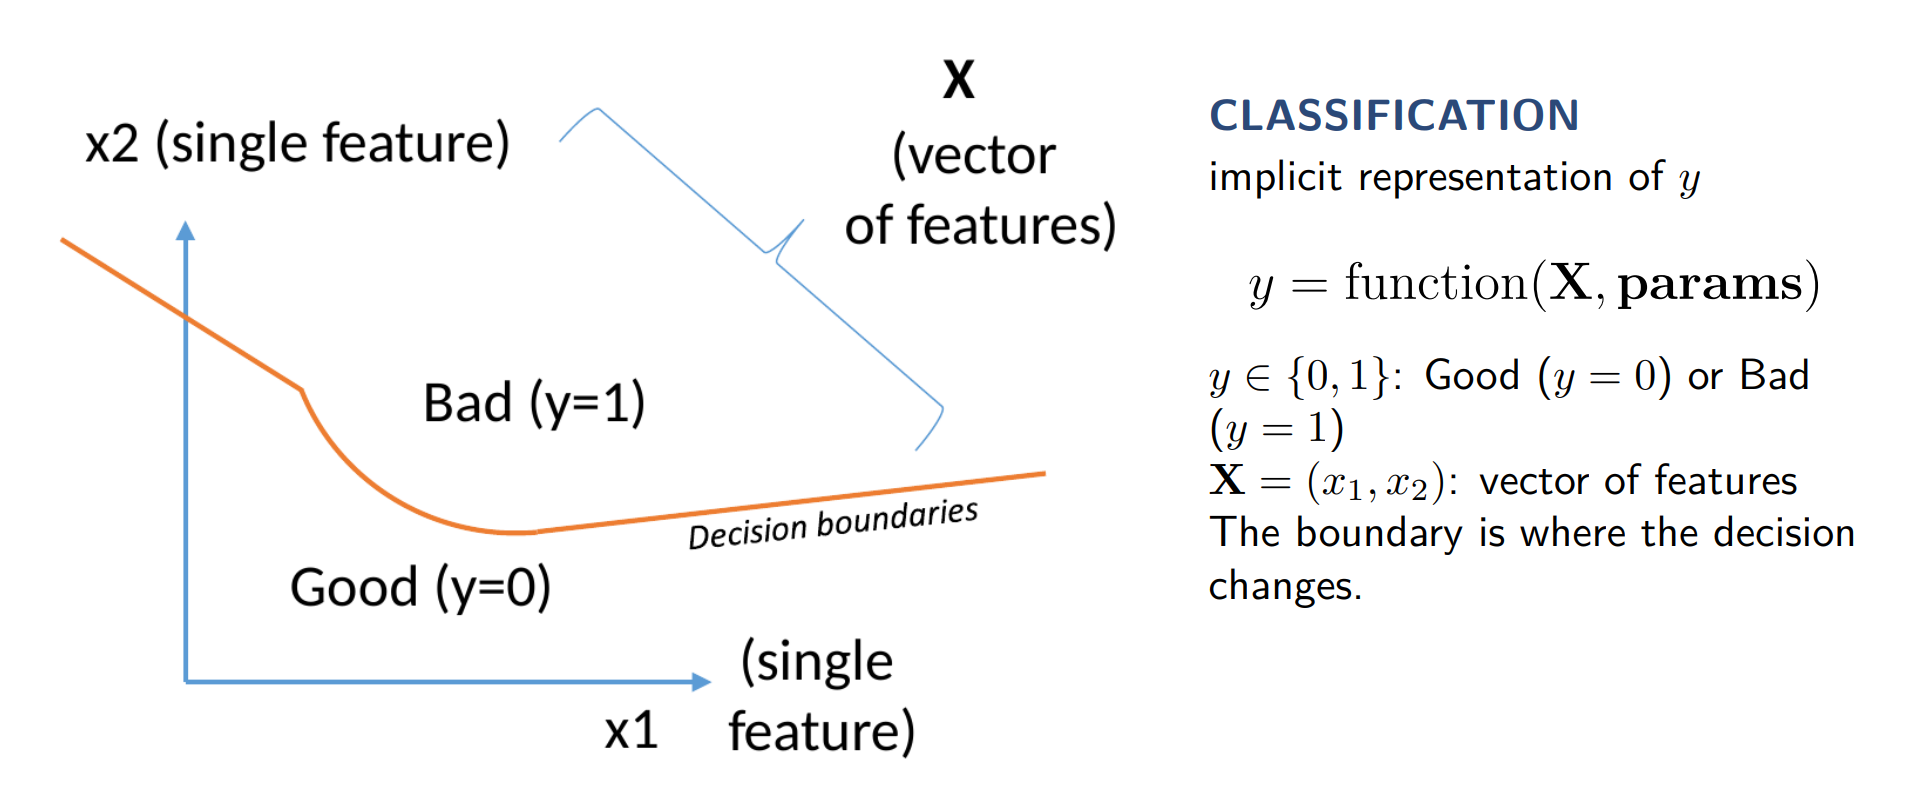 x2 (single feature)
X
(vector
of features)
Bad (y=1)
Decision boundaries
Good (y=0)
(single
feature)
x1
CLASSIFICATION
implicit representation of y
y = function(X, params)
y ∈ {0, 1}: Good (y = 0) or Bad
(y = 1)
X = (x₁, x₂): vector of features
The boundary is where the decision
changes.